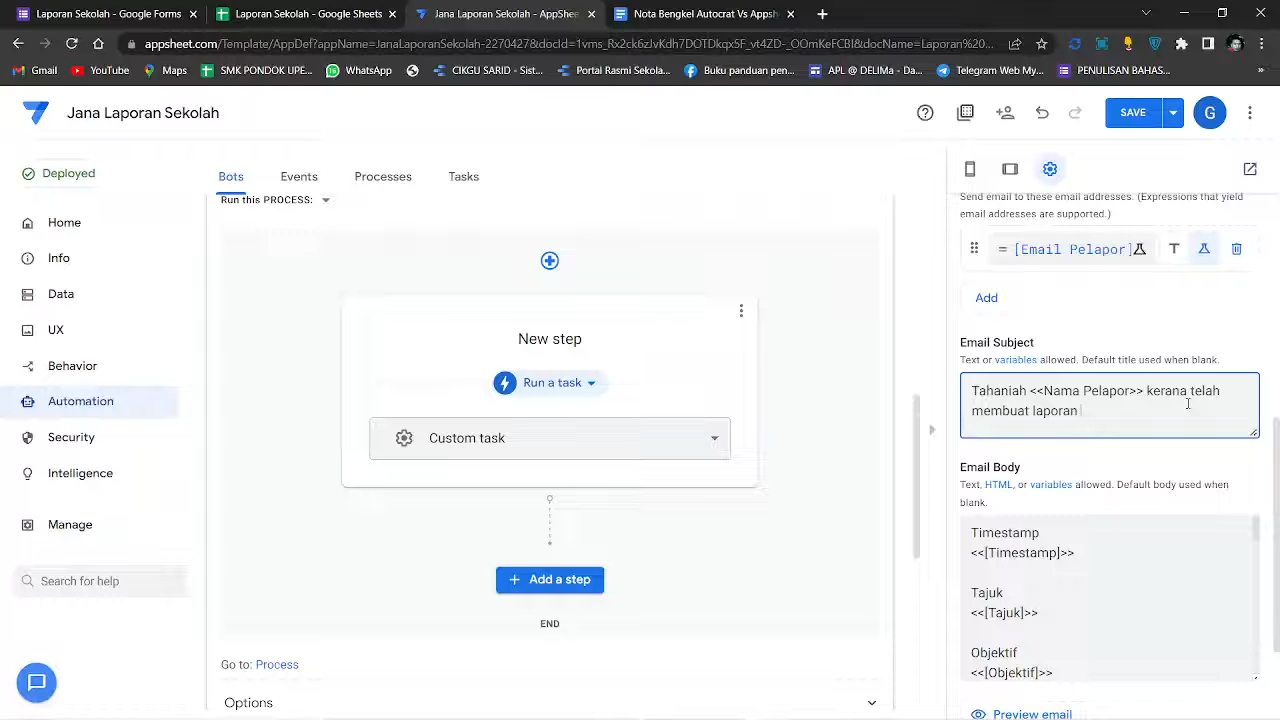 Laporan Sekolah - Google Forms
Laporan Sekolah - Google Sheets
Jana Laporan Sekolah - AppShee
Nota Bengkel Autocrat Vs Appsh
appsheet.com/Template/AppDef?appName=JanaLaporanSekolah-2270427&docId=1vms_Rx2ck6zJvKdh7DOTDkqxSF_yt4ZD-_OOmKeFCBI&docName=Laporan%20...
Gmail
YouTube
Maps
SMK PONDOK UPE...
WhatsApp
CIKGU SARID - Sist...
Portal Rasmi Sekola...
Buku panduan pen...
APL @ DELIMa - Da...
Telegram Web My...
PENULISAN BAHAS...
»
Jana Laporan Sekolah
SAVE
G
Deployed
Home
Info
Data
UX
Behavior
Automation
Security
Intelligence
Manage
Search for help
Bots Events Processes Tasks
Run this PROCESS:
New step
Run a task
Custom task
+ Add a step
END
Go to: Process
Options
Send email to these email addresses. (Expressions that yield
email addresses are supported.)
= [Email Pelapor]
Add
Email Subject
Text or variables allowed. Default title used when blank.
Tahaniah <<Nama Pelapor>> kerana telah
membuat laporan
Email Body
Text, HTML, or variables allowed. Default body used when
blank.
Timestamp
<<[Timestamp]>>
Tajuk
<<[Tajuk]>>
Objektif
<<[Objektif]>>
Preview email